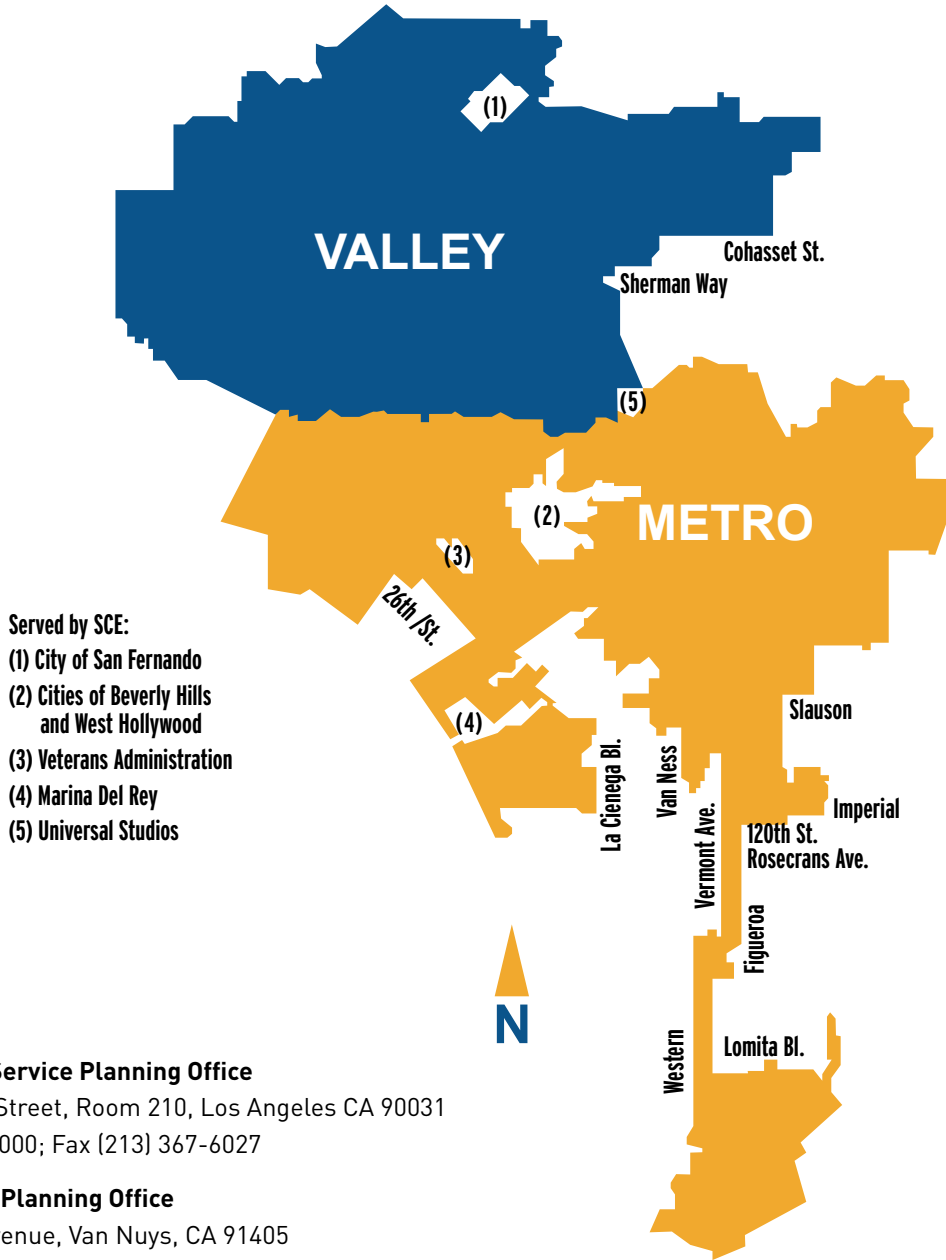 (1)
VALLEY
Cohasset St.
Sherman Way
(5)
(2)
METRO
(3)
26th /St.
Served by SCE:
(1) City of San Fernando
(2) Cities of Beverly Hills
and West Hollywood
(3) Veterans Administration
(4) Marina Del Rey
(5) Universal Studios
(4)
Slauson
La Cienega Bl.
Van Ness
Vermont Ave.
Imperial
120th St.
Rosecrans Ave.
Figueroa
N
Western
Lomita Bl.
Service Planning Office
Street, Room 210, Los Angeles CA 90031
000; Fax (213) 367-6027
Planning Office
enue, Van Nuys, CA 91405